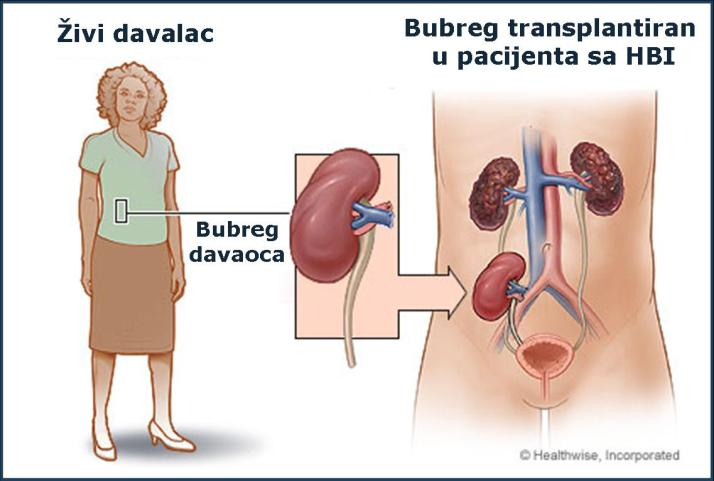 Živi davalac
Bubreg transplantiran
u pacijenta sa HBI
Bubreg
davaoca
© Healthwise, Incorporated